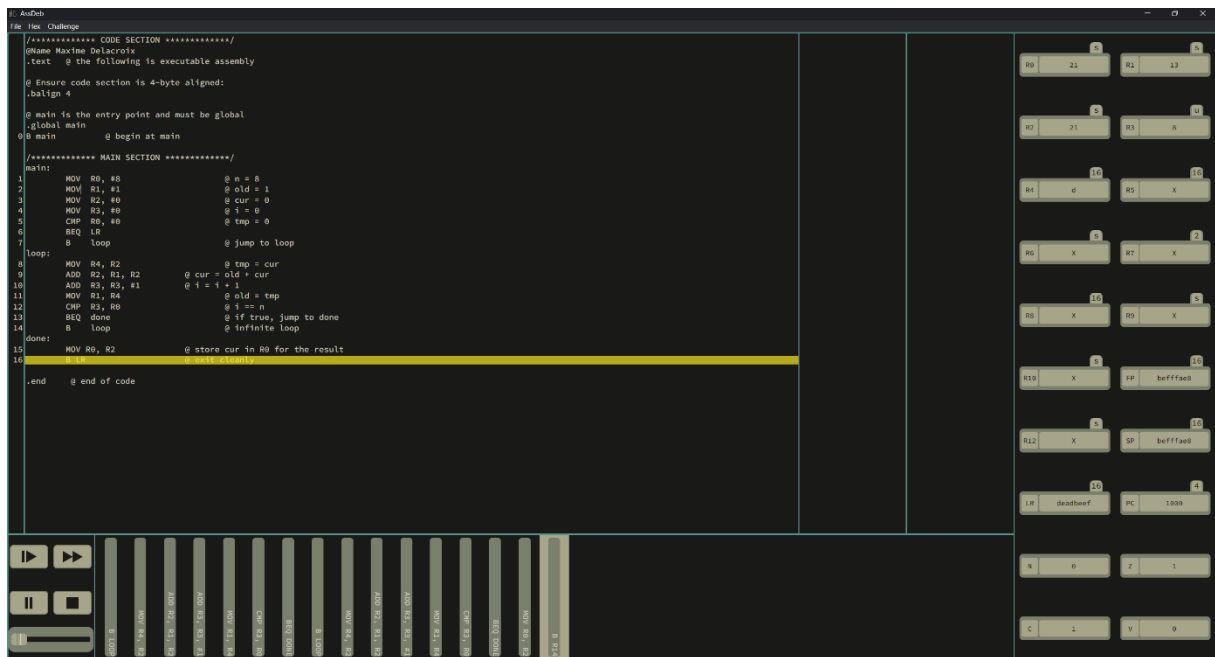 AssDeb
File Hex Challenge
/************* CODE SECTION *************/
@Name Maxime Delacroix
.text @ the following is executable assembly
@ Ensure code section is 4-byte aligned:
.balign 4
@ main is the entry point and must be global
.global main
0 B main @ begin at main
/************* MAIN SECTION *************/
main:
1 MOV R0, #8 @ n = 8
2 MOV R1, #1 @ old = 1
3 MOV R2, #0 @ cur = 0
4 MOV R3, #0 @ i = 0
5 CMP R0, #0 @ tmp = 0
6 BEQ LR
7 B loop @ jump to loop
loop:
8 MOV R4, R2 @ tmp = cur
9 ADD R2, R1, R2 @ cur = old + cur
10 ADD R3, R3, #1 @ i = i + 1
11 MOV R1, R4 @ old = tmp
12 CMP R3, R0 @ i == n
13 BEQ done @ if true, jump to done
14 B loop @ infinite loop
done:
15 MOV R0, R2 @ store cur in R0 for the result
16 B LR @ exit cleanly
.end @ end of code
s s
R0 21 R1 13
s u
R2 21 R3 8
16 16
R4 d R5 X
s 2
R6 X R7 X
16 s
R8 X R9 X
s 16
R10 X FP befffae8
s 16
R12 X SP befffae8
16 4
LR deadbeef PC 1000
N 0 Z 1
C 1 V 0
B LOOP
MOV R4, R2
ADD R2, R1, R2
ADD R3, R3, #1
MOV R1, R4
CMP R3, R0
BEQ DONE
B LOOP
MOV R4, R2
ADD R2, R1, R2
ADD R3, R3, #1
MOV R1, R4
CMP R3, R0
BEQ DONE
MOV R0, R2
B R14